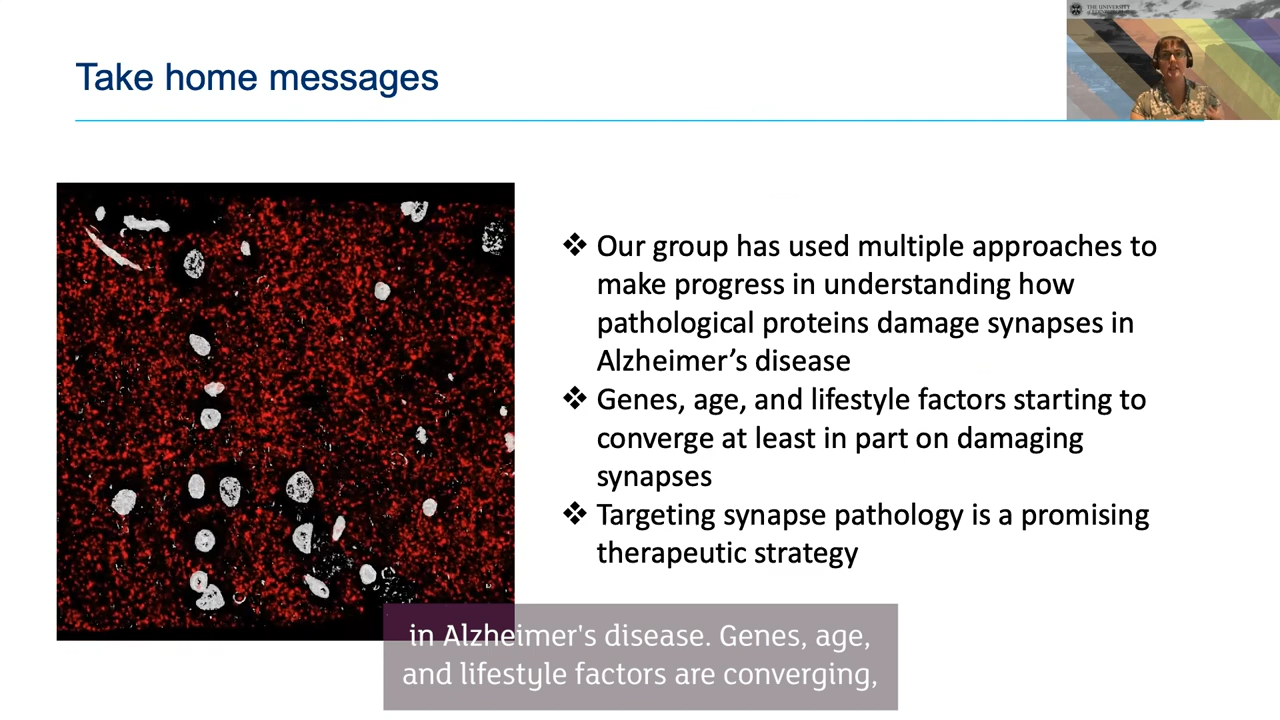 THE UNIVERSITY
Take home messages
❖ Our group has used multiple approaches to
make progress in understanding how
pathological proteins damage synapses in
Alzheimer’s disease
❖ Genes, age, and lifestyle factors starting to
converge at least in part on damaging
synapses
❖ Targeting synapse pathology is a promising
therapeutic strategy
in Alzheimer's disease. Genes, age,
and lifestyle factors are converging,